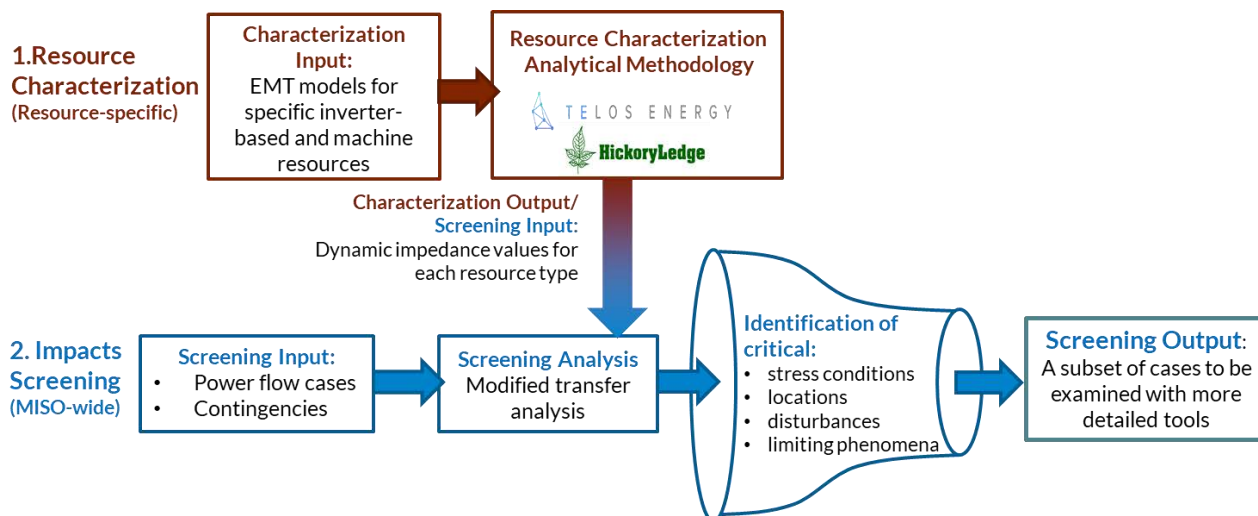 1.Resource
Characterization
(Resource-specific)
Characterization
Input:
EMT models for
specific inverter-
based and machine
resources
Resource Characterization
Analytical Methodology
TELOS ENERGY
HickoryLedge
Characterization Output/
Screening Input:
Dynamic impedance values for
each resource type
2. Impacts
Screening
(MISO-wide)
Screening Input:
• Power flow cases
• Contingencies
Screening Analysis
Modified transfer
analysis
Identification of
critical:
• stress conditions
• locations
• disturbances
• limiting phenomena
Screening Output:
A subset of cases to be
examined with more
detailed tools